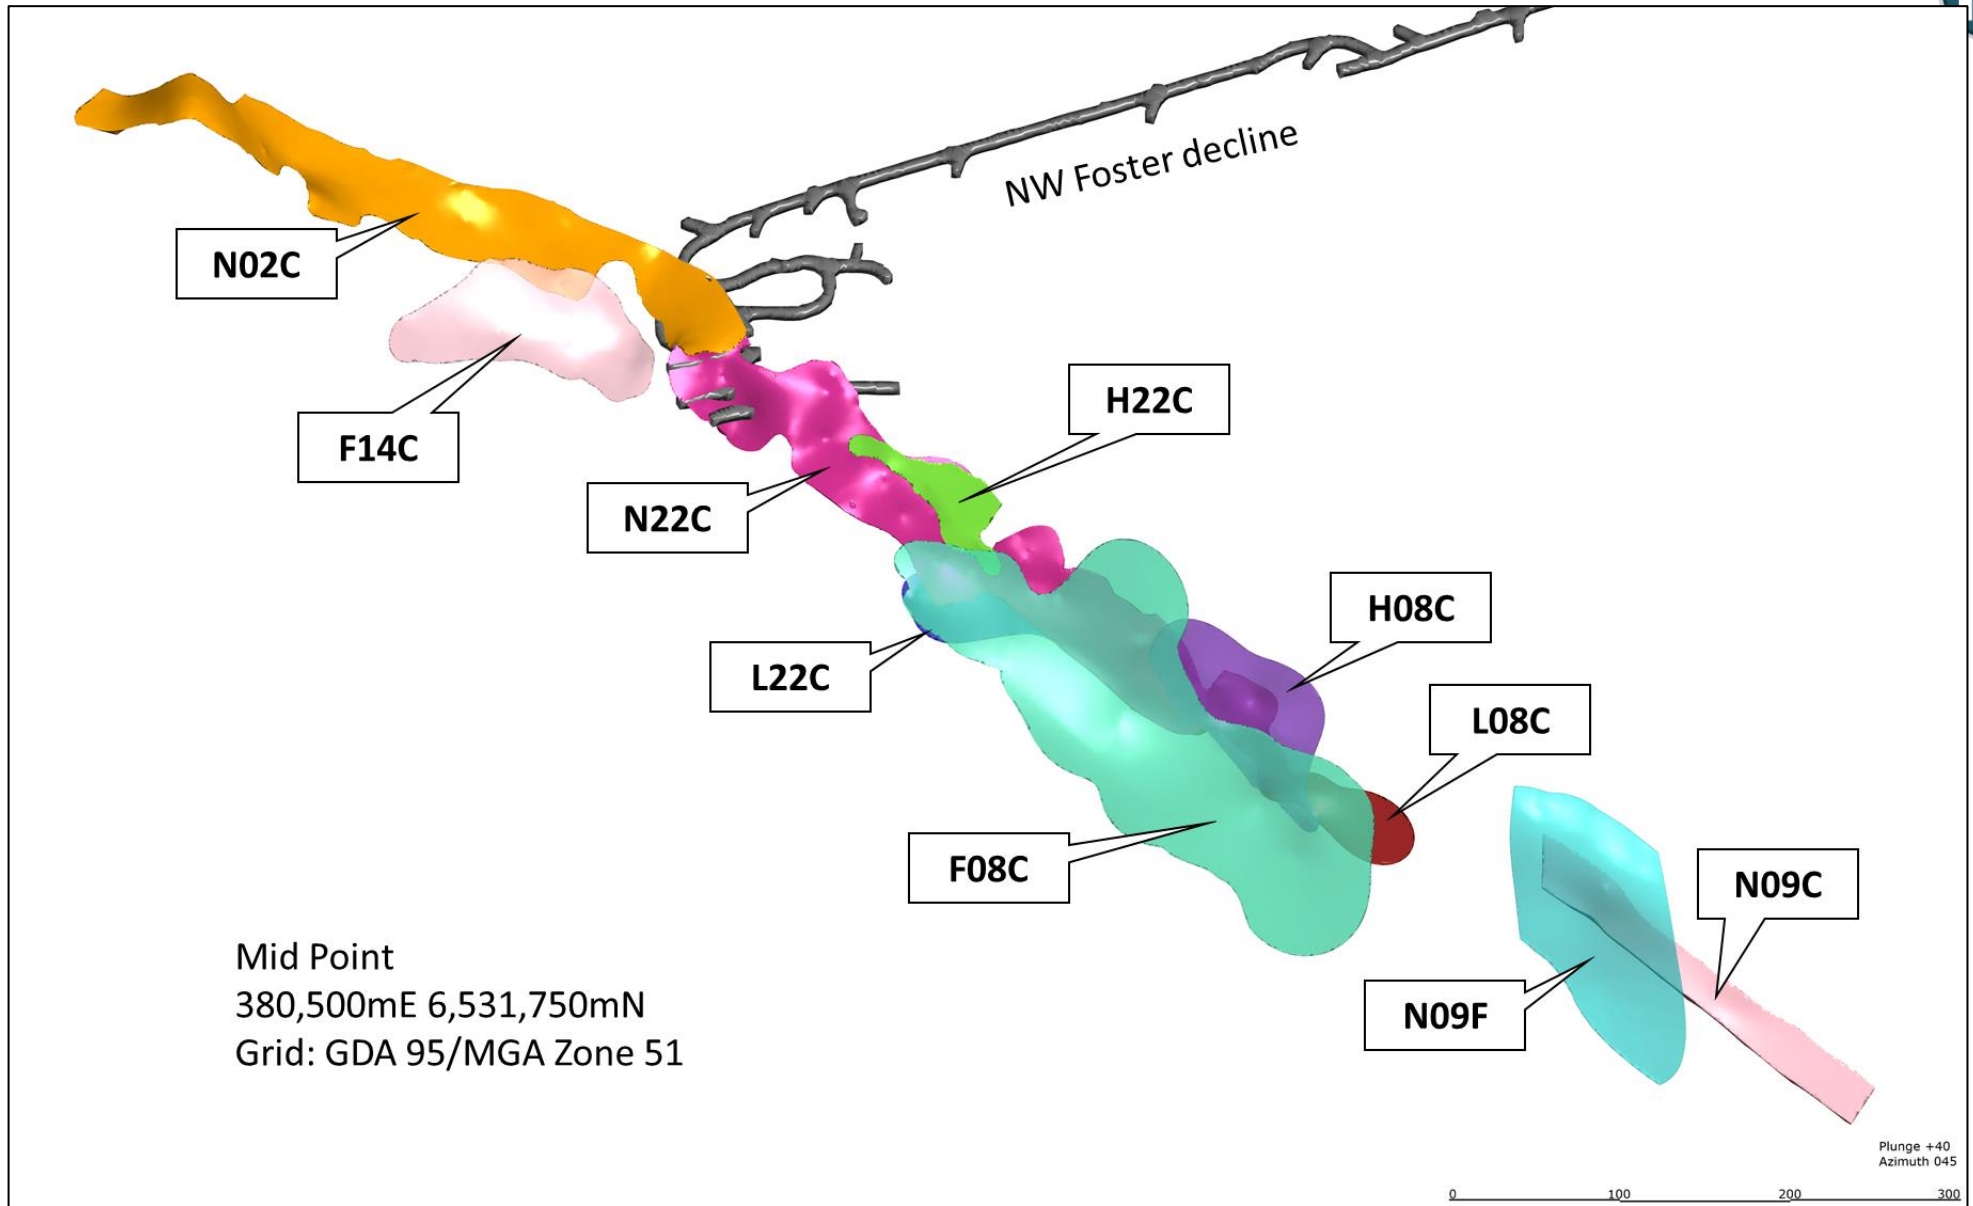 NW Foster decline
N02C
F14C
H22C
N22C
H08C
L22C
L08C
F08C
N09C
N09F
Mid Point
380,500mE 6,531,750mN
Grid: GDA 95/MGA Zone 51
Plunge +40
Azimuth 045
0 100 200 300